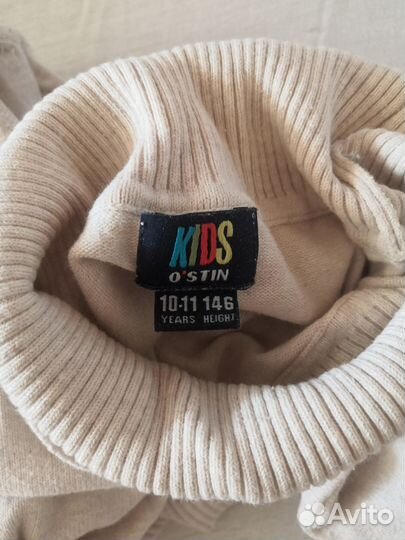 KIDS
O'STIN
10-11 146
YEARS HEIGHT
Avito